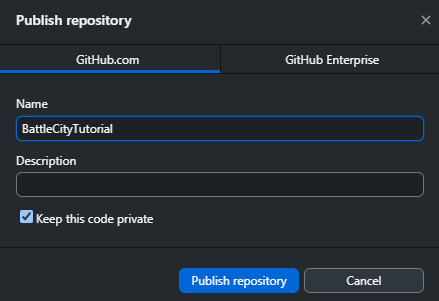 Publish repository
GitHub.com
GitHub Enterprise
Name
BattleCityTutorial
Description
Keep this code private
Publish repository
Cancel